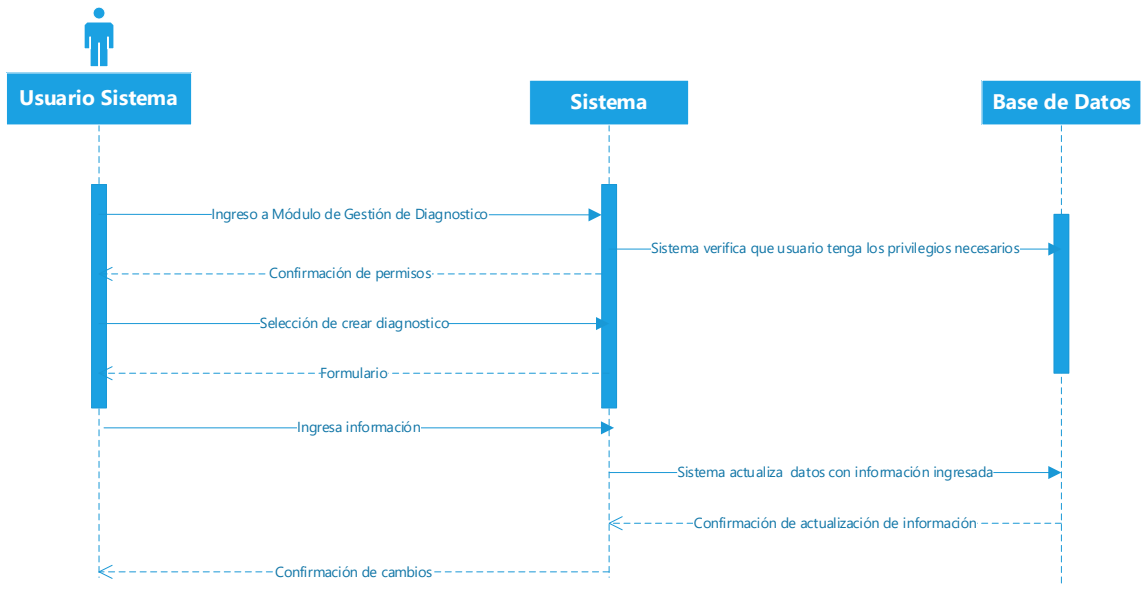 Usuario Sistema
Sistema
Base de Datos
Ingreso a Módulo de Gestión de Diagnostico
Sistema verifica que usuario tenga los privilegios necesarios
Confirmación de permisos
Selección de crear diagnostico
Formulario
Ingresa información
Sistema actualiza datos con información ingresada
Confirmación de actualización de información
Confirmación de cambios